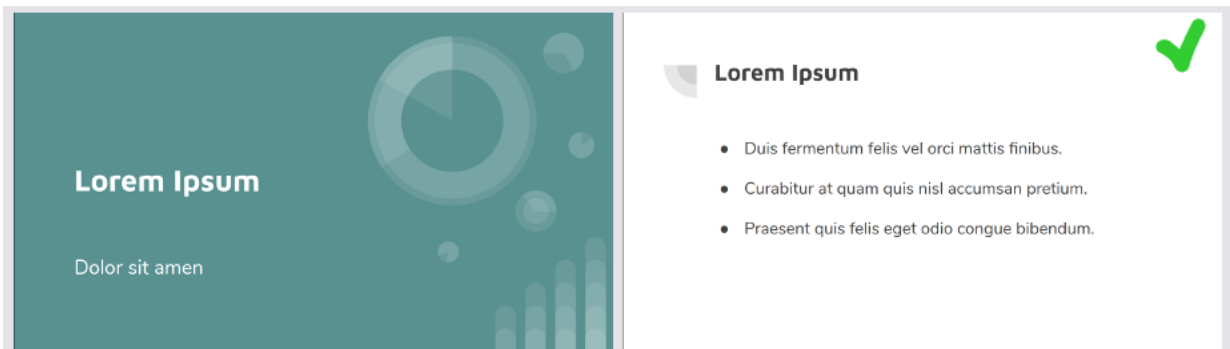 Lorem Ipsum
Dolor sit amen
Lorem Ipsum
● Duis fermentum felis vel orci mattis finibus.
● Curabitur at quam quis nisl accumsan pretium.
● Praesent quis felis eget odio congue bibendum.